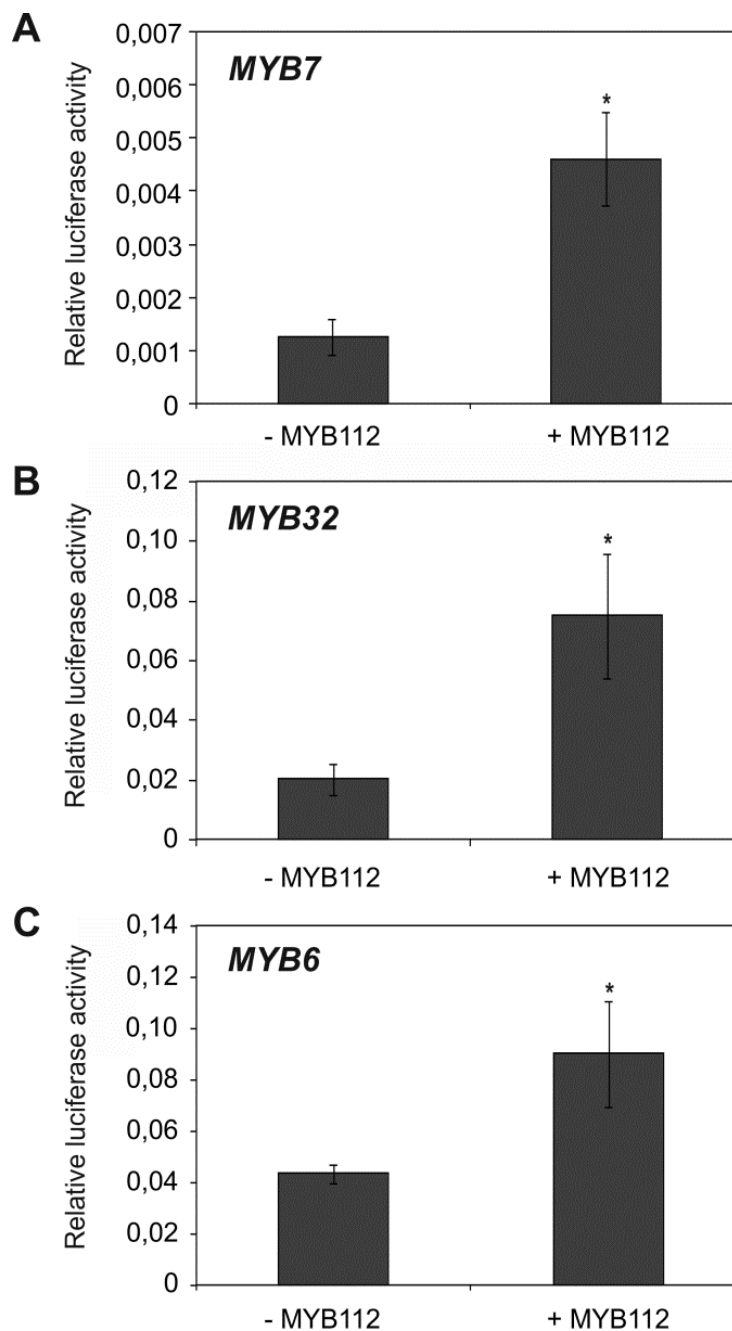 A
MYB7
Relative luciferase activity
0,007
0,006
0,005
0,004
0,003
0,002
0,001
0
*
- MYB112 + MYB112
B
MYB32
Relative luciferase activity
0,12
0,10
0,08
0,06
0,04
0,02
0
*
- MYB112 + MYB112
C
MYB6
Relative luciferase activity
0,14
0,12
0,10
0,08
0,06
0,04
0,02
0
*
- MYB112 + MYB112